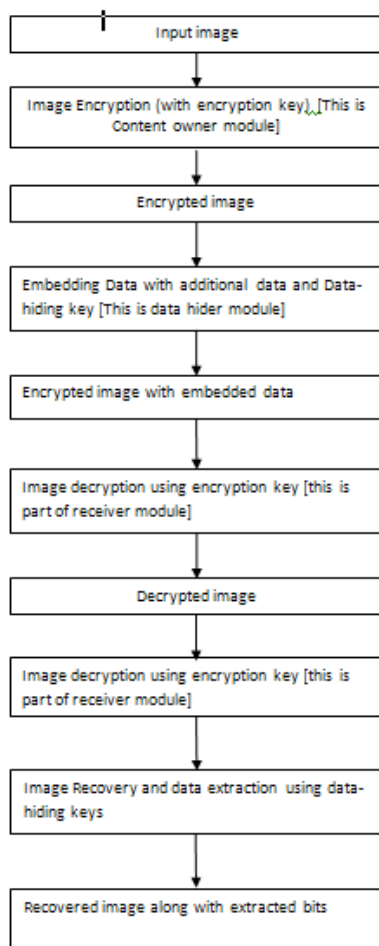 Input image
Image Encryption (with encryption key) [This is
Content owner module]
Encrypted image
Embedding Data with additional data and Data-
hiding key [This is data hider module]
Encrypted image with embedded data
Image decryption using encryption key [this is
part of receiver module]
Decrypted image
Image decryption using encryption key [this is
part of receiver module]
Image Recovery and data extraction using data-
hiding keys
Recovered image along with extracted bits